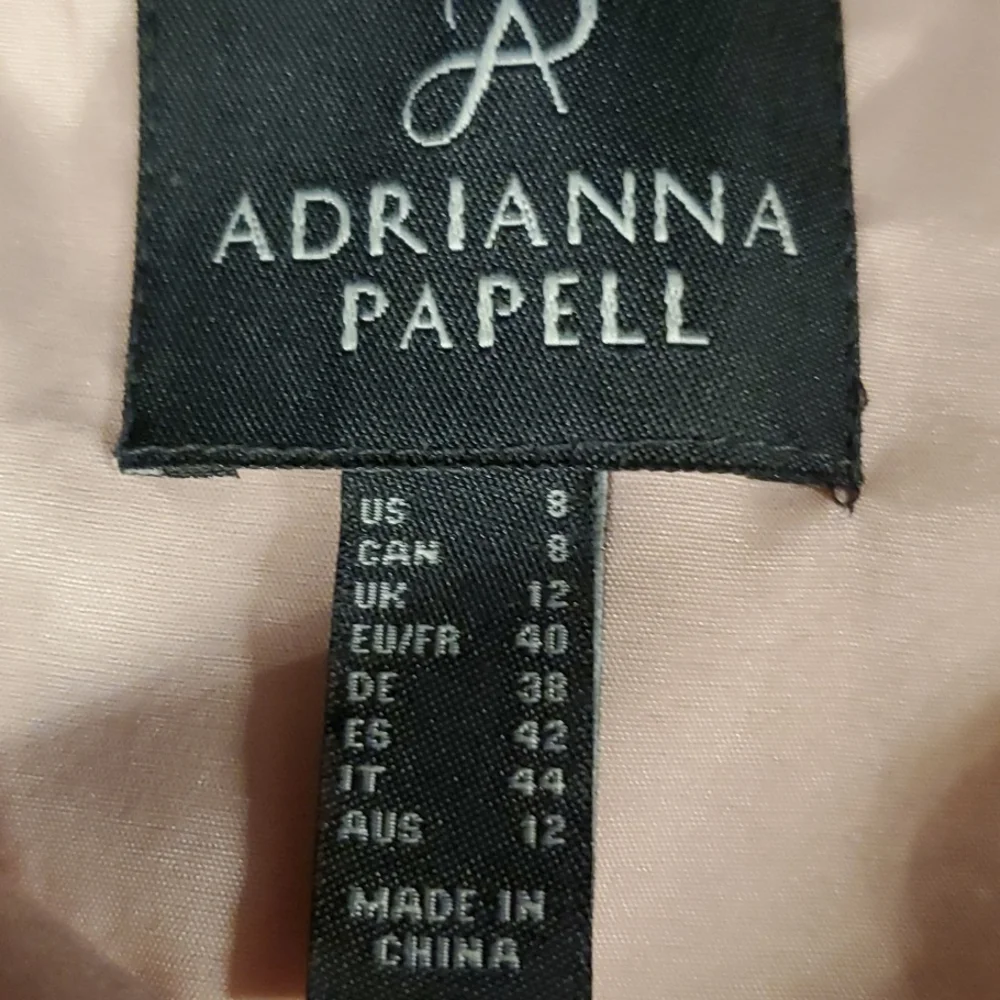 AP
ADRIANNA
PAPELL
US 8
CAN 8
UK 12
EU/FR 40
DE 38
ES 42
IT 44
AUS 12
MADE IN
CHINA